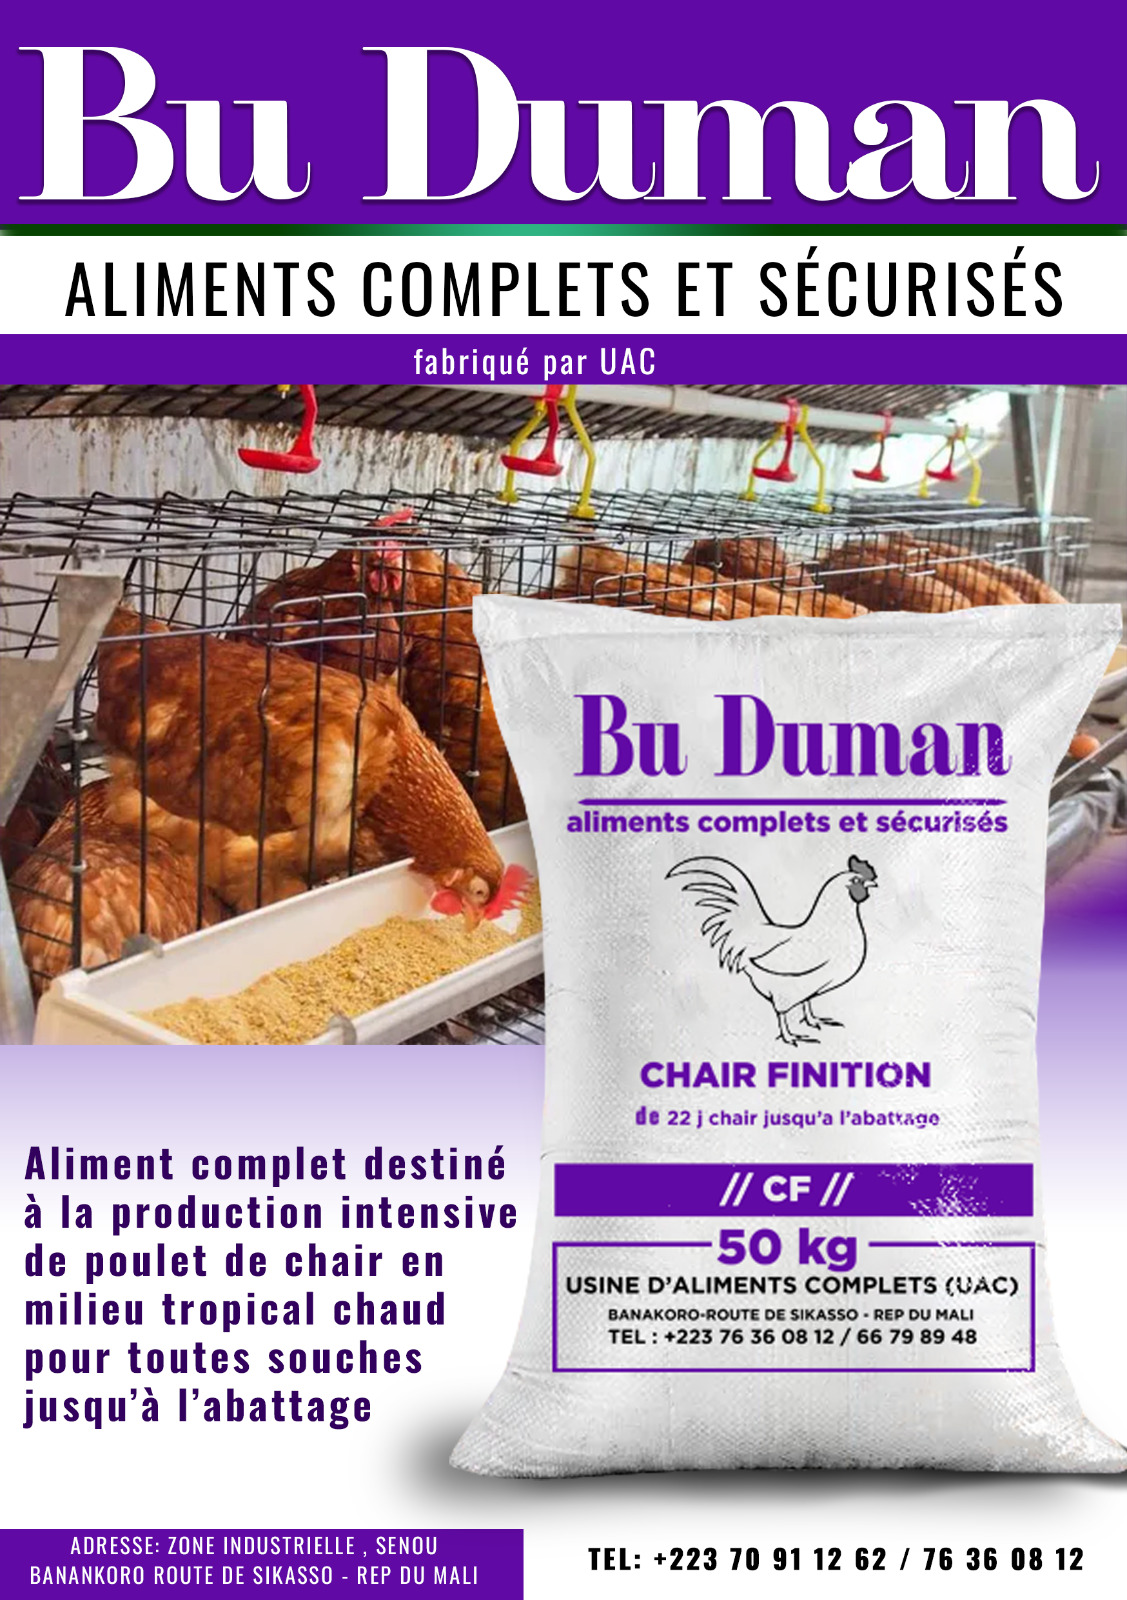 Bu Duman
ALIMENTS COMPLETS ET SÉCURISÉS
fabriqué par UAC
Bu Duman
aliments complets et sécurisés
CHAIR FINITION
de 22 j chair jusqu'a l'abattage
// CF //
50 kg
USINE D'ALIMENTS COMPLETS (UAC)
BANAKORO-ROUTE DE SIKASSO - REP DU MALI
TEL : +223 76 36 08 12 / 66 79 89 48
Aliment complet destiné
à la production intensive
de poulet de chair en
milieu tropical chaud
pour toutes souches
jusqu'à l'abattage
ADRESSE: ZONE INDUSTRIELLE , SENOU
BANANKORO ROUTE DE SIKASSO - REP DU MALI
TEL: +223 70 91 12 62 / 76 36 08 12